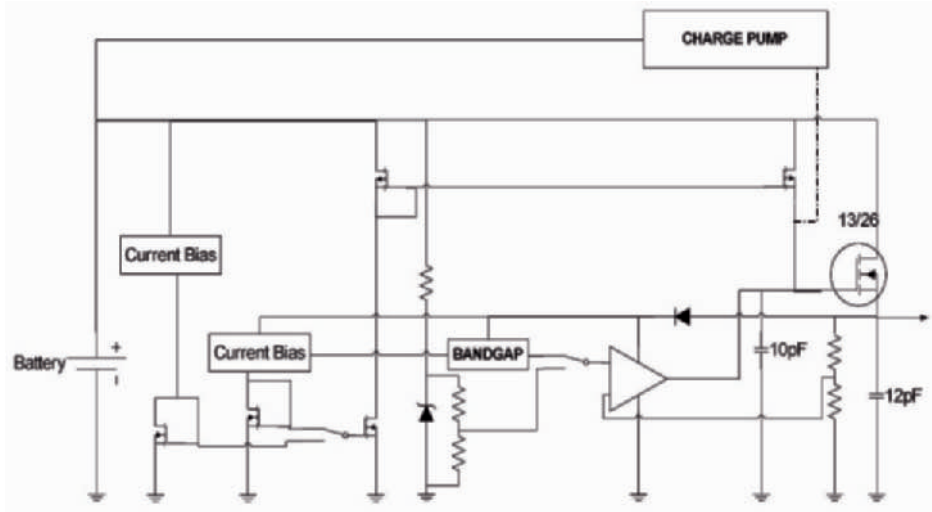 CHARGE PUMP
13/26
Current Bias
Current Bias
BANDGAP
Battery
+
10pF
12pF